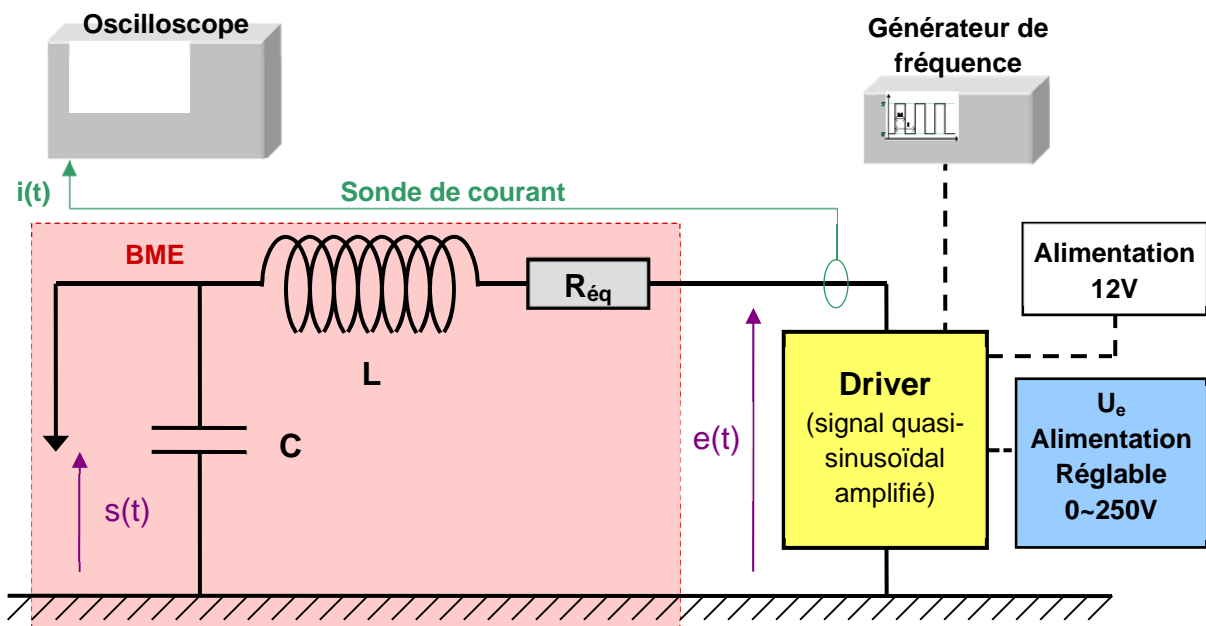 Oscilloscope
Générateur de
fréquence
i(t)
Sonde de courant
BME
Réq
L
C
s(t)
e(t)
Driver
(signal quasi-
sinusoïdal
amplifié)
Alimentation
12V
Ue
Alimentation
Réglable
0~250V